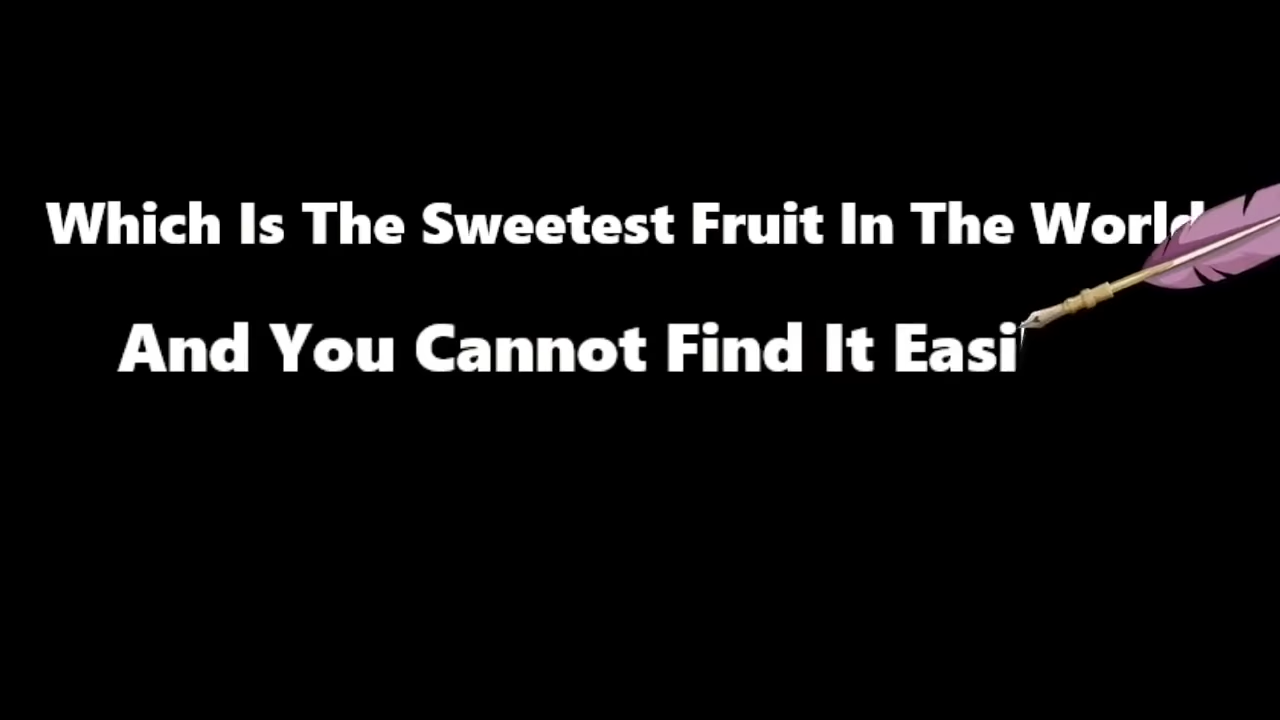 Which Is The Sweetest Fruit In The World
And You Cannot Find It Easi